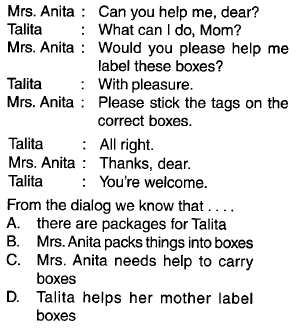 Mrs. Anita : Can you help me, dear?
Talita : What can I do, Mom?
Mrs. Anita : Would you please help me
label these boxes?
Talita : With pleasure.
Mrs. Anita : Please stick the tags on the
correct boxes.
Talita : All right.
Mrs. Anita : Thanks, dear.
Talita : You're welcome.
From the dialog we know that . . . .
A. there are packages for Talita
B. Mrs. Anita packs things into boxes
C. Mrs. Anita needs help to carry
boxes
D. Talita helps her mother label
boxes